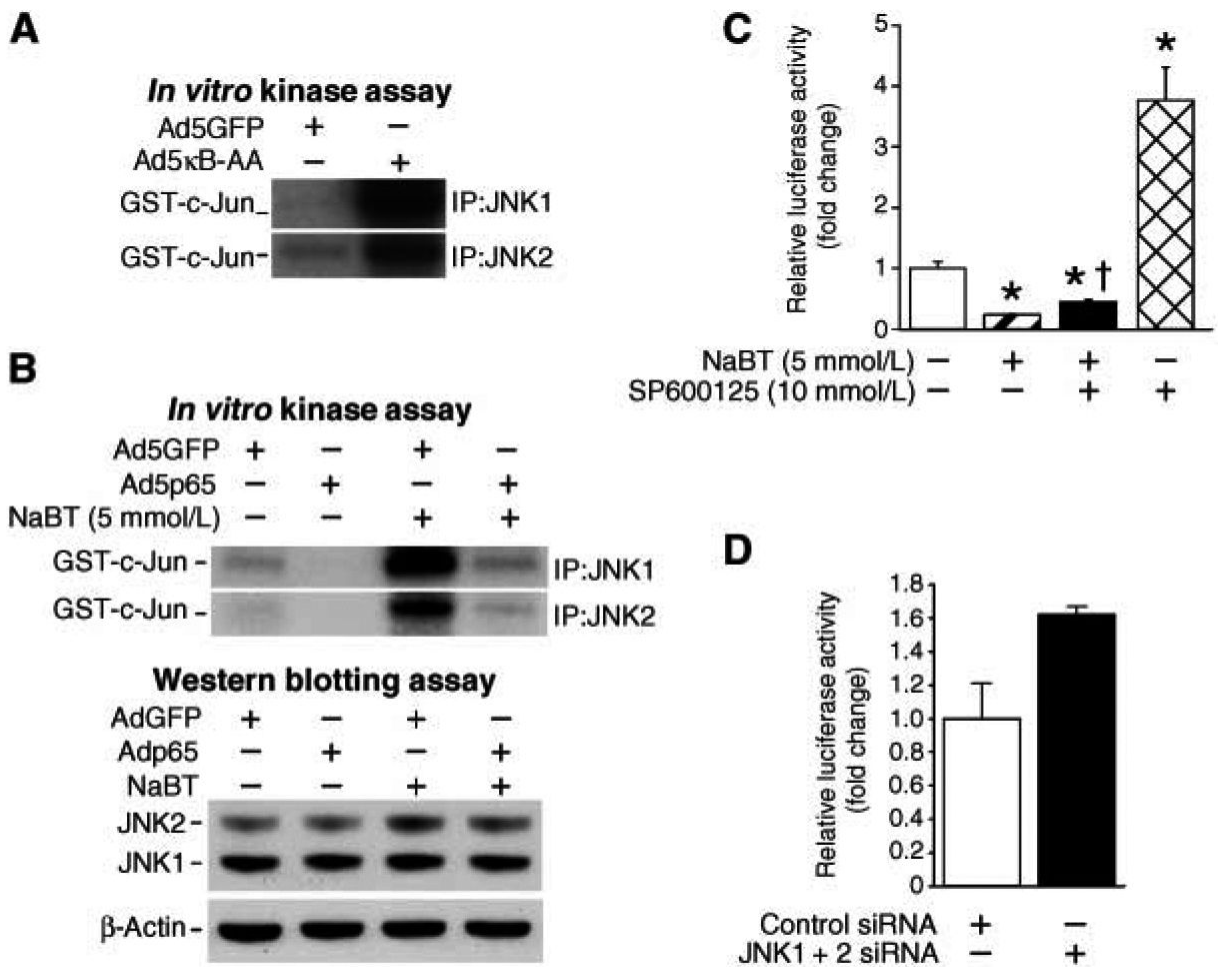 A
In vitro kinase assay
Ad5GFP + −
Ad5κB-AA − +
GST-c-Jun IP:JNK1
GST-c-Jun IP:JNK2
B
In vitro kinase assay
Ad5GFP + − + −
Ad5p65 − + − +
NaBT (5 mmol/L) − − + +
GST-c-Jun IP:JNK1
GST-c-Jun IP:JNK2
Western blotting assay
AdGFP + − + −
Adp65 − + − +
NaBT − − + +
JNK2
JNK1
β-Actin
C
Relative luciferase activity
(fold change)
5
4
3
2
1
0
* * † *
NaBT (5 mmol/L) − + + −
SP600125 (10 mmol/L) − − + +
D
Relative luciferase activity
(fold change)
1.8
1.6
1.4
1.2
1.0
0.8
0.6
0.4
0.2
0
Control siRNA + −
JNK1 + 2 siRNA − +